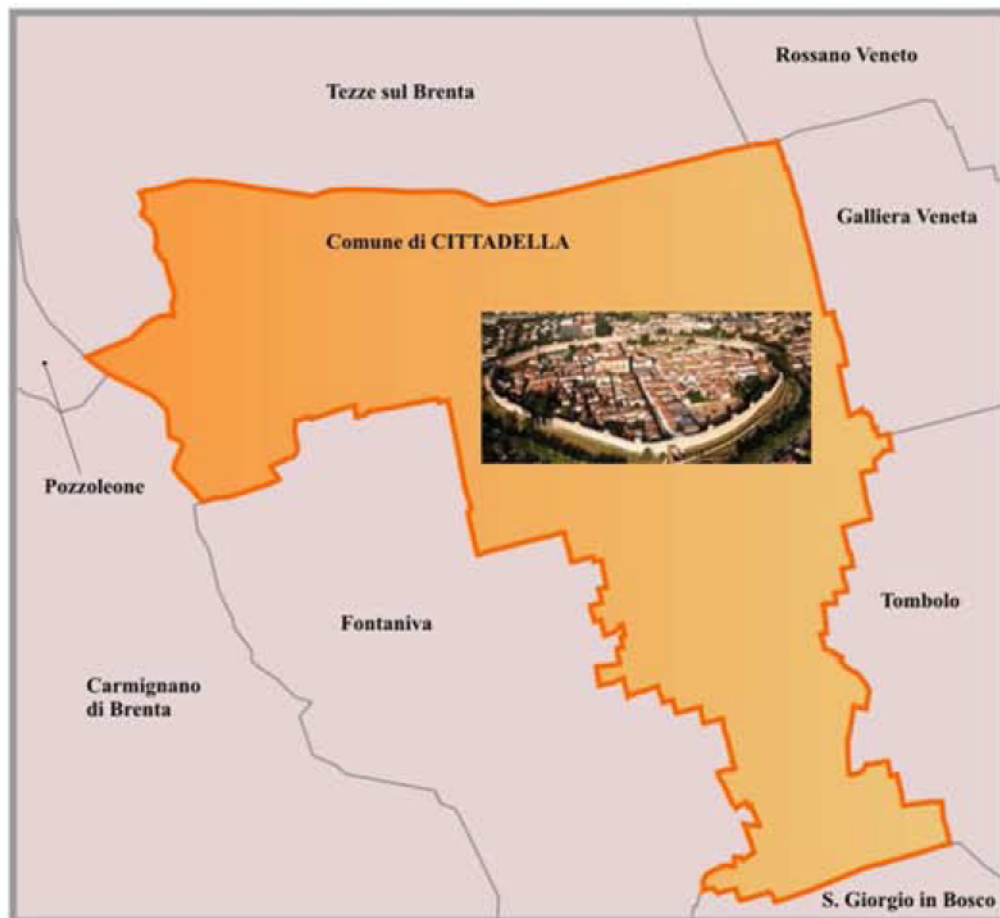 Rossano Veneto
Tezze sul Brenta
Galliera Veneta
Comune di CITTADELLA
Pozzoleone
Tombolo
Fontaniva
Carmignano
di Brenta
S. Giorgio in Bosco